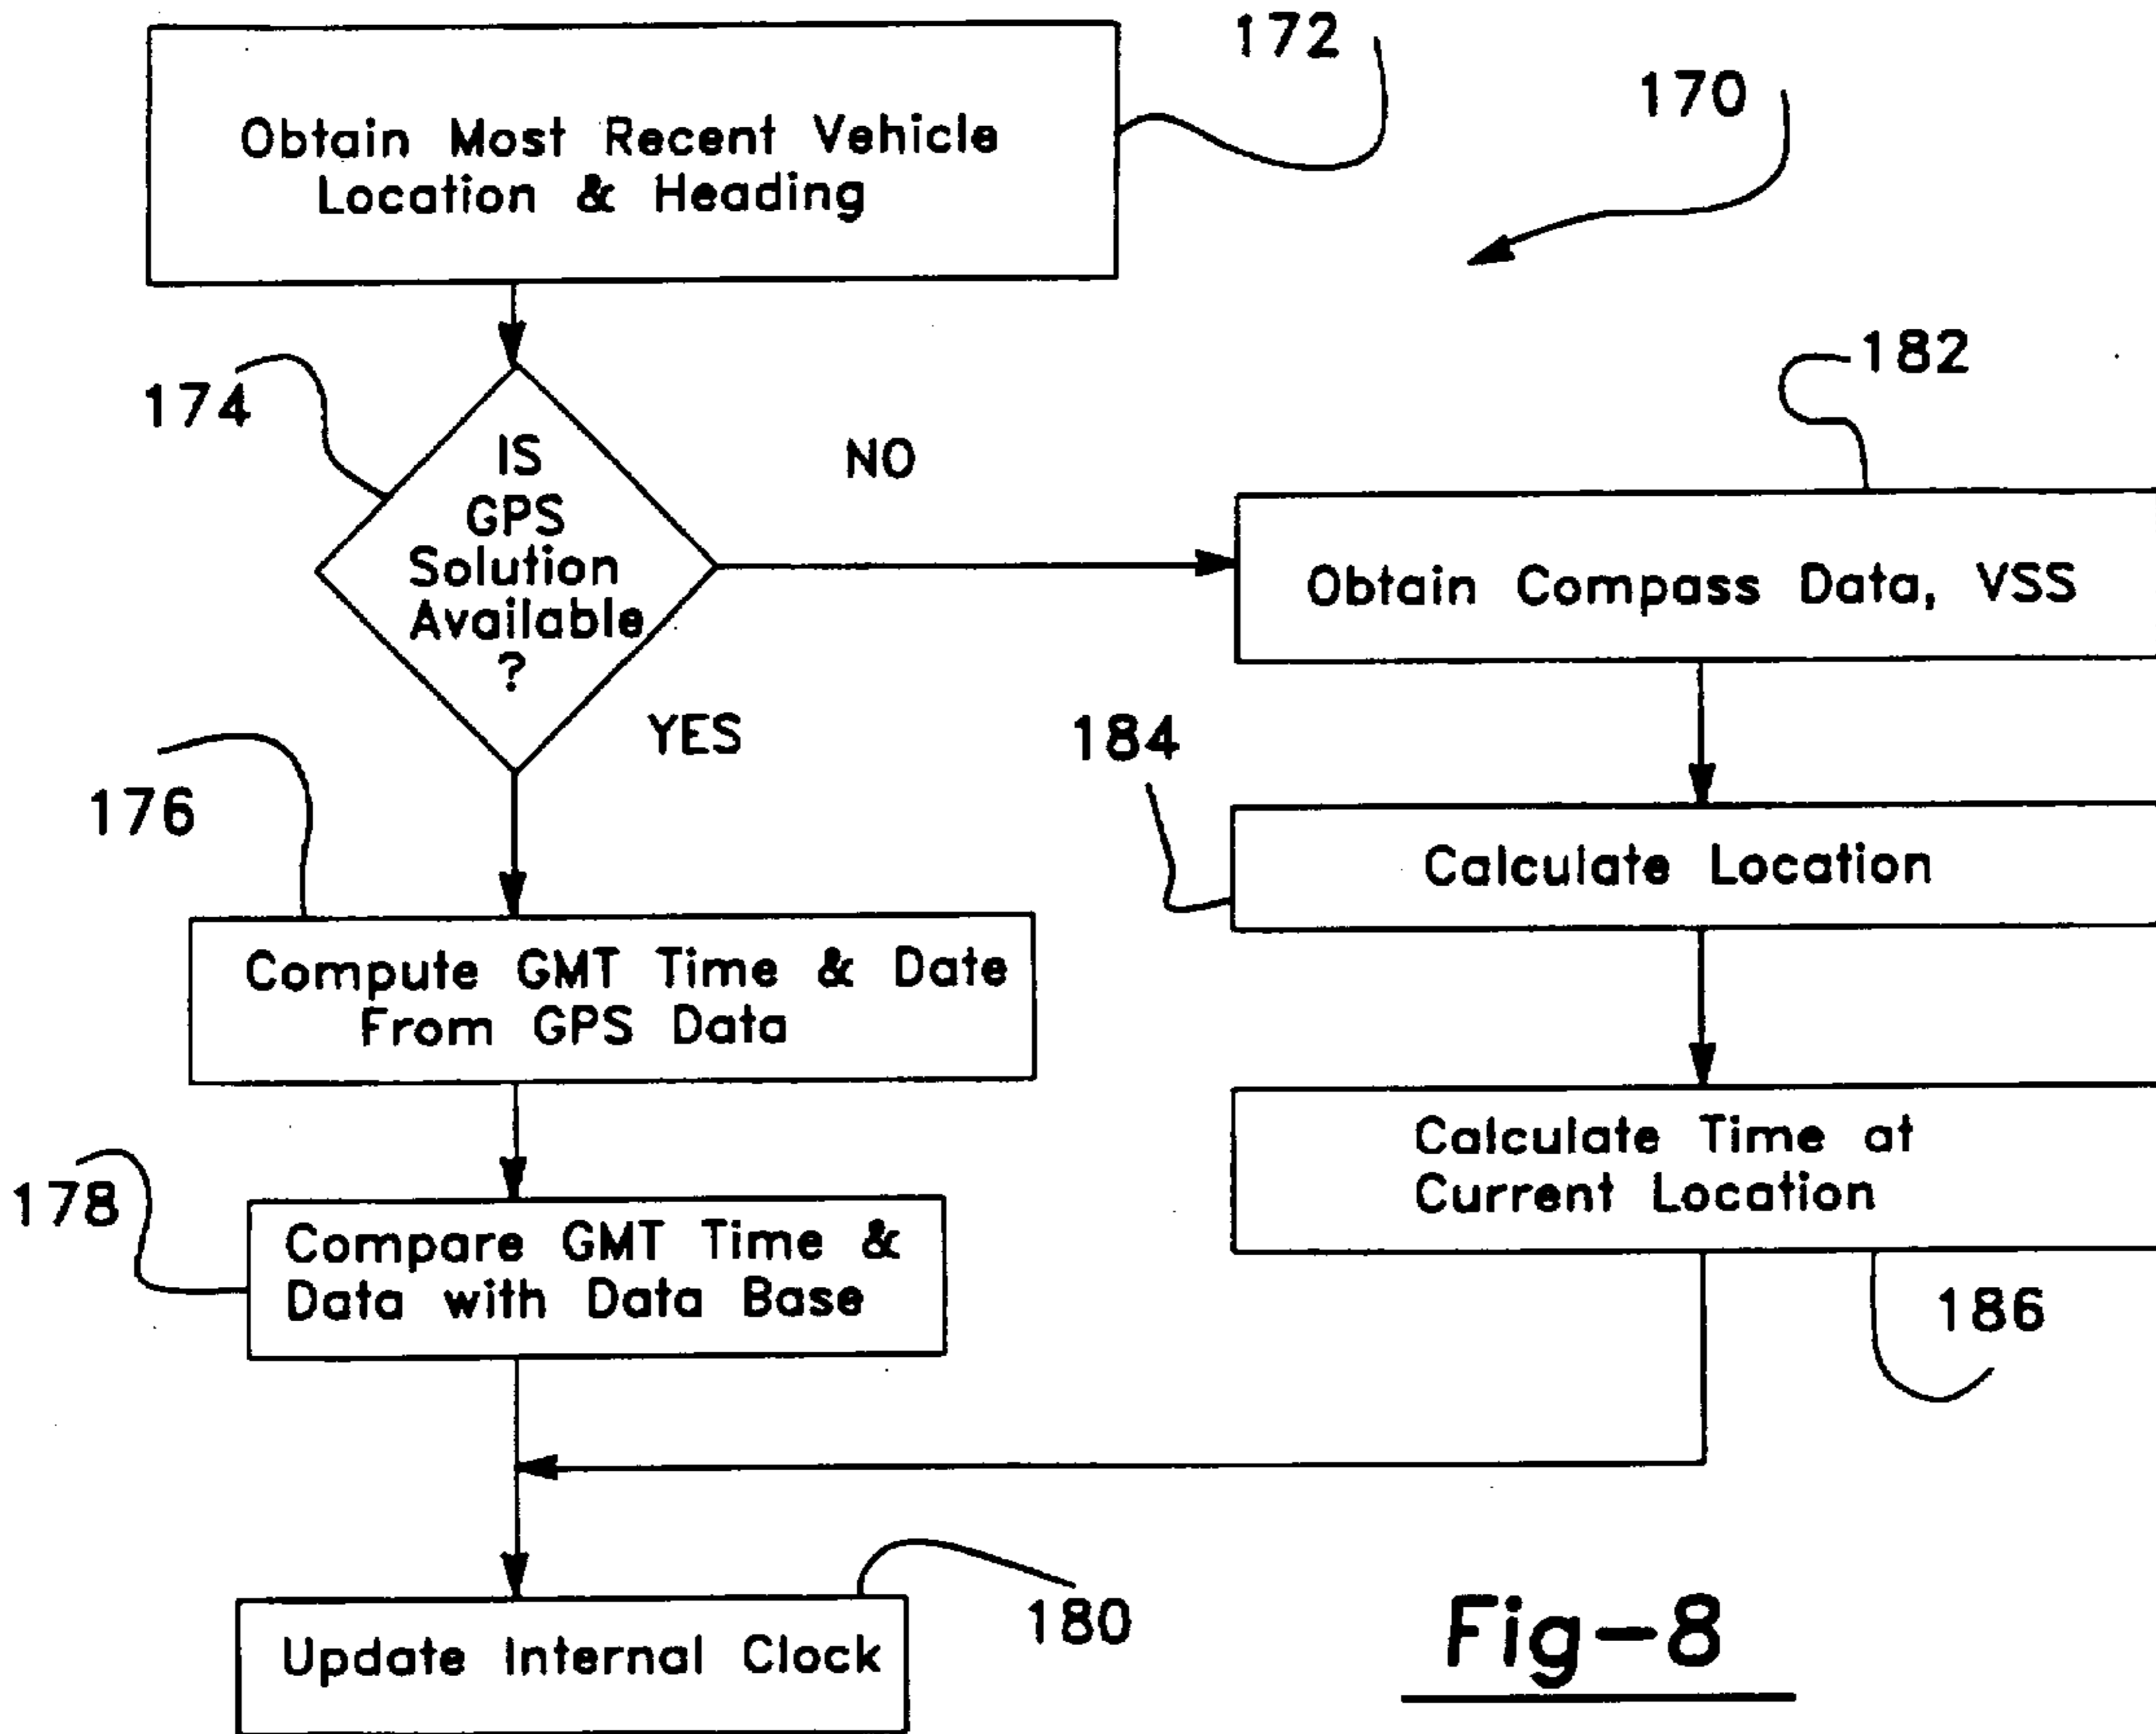 172
170
Obtain Most Recent Vehicle
Location & Heading
174
IS
GPS
Solution
Available
?
NO
YES
182
Obtain Compass Data, VSS
184
Calculate Location
176
Compute GMT Time & Date
From GPS Data
Calculate Time at
Current Location
178
Compare GMT Time &
Data with Data Base
186
180
Update Internal Clock
Fig-8